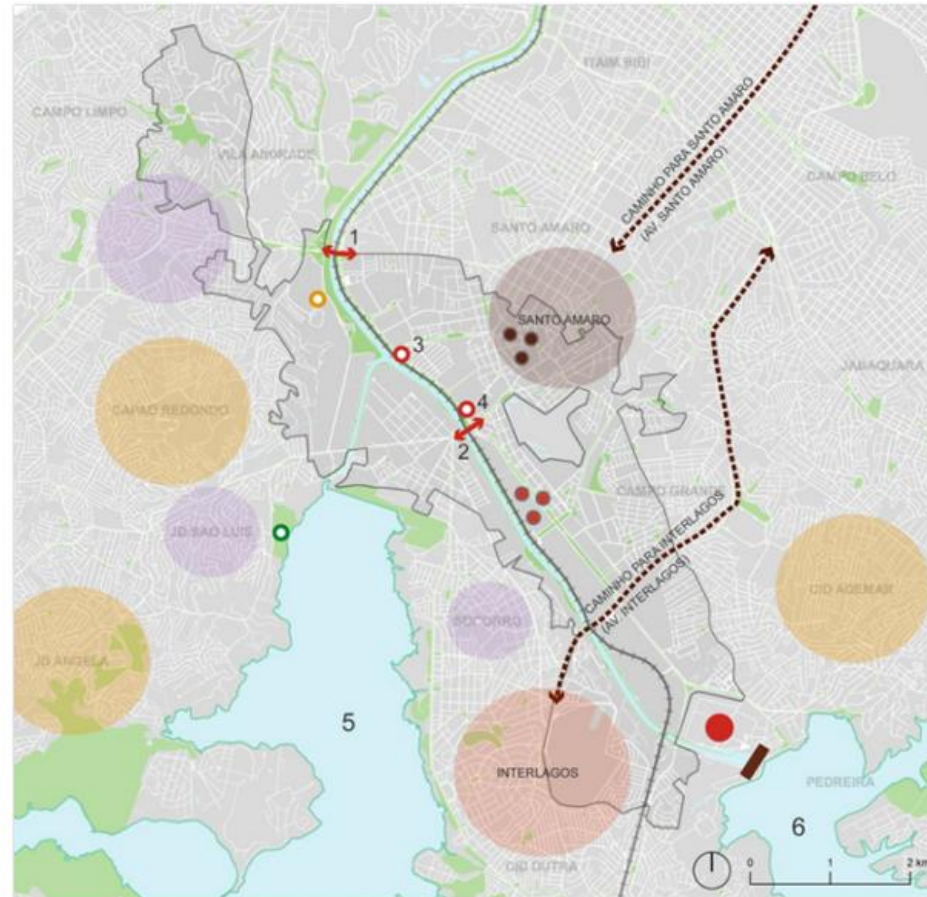 ITAIM BIBI
CAMPO LIMPO
VILA ANDRADE
CAMINHO PARA SANTO AMARO
(AV. SANTO AMARO)
CAMPO BELO
SANTO AMARO
1
SANTO AMARO
3
JABAQUARA
CAPAO REDONDO
4
2
CAMPO GRANDE
JD SAO LUIS
CAMINHO PARA INTERLAGOS
(AV. INTERLAGOS)
CID ADEMAR
SOCORRO
JD ANGELA
5
INTERLAGOS
PEDREIRA
6
CID DUTRA
0 1 2 km